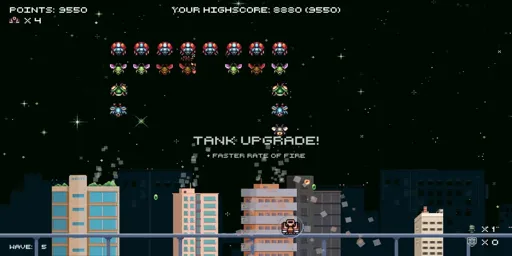 POINTS: 9550
YOUR HIGHSCORE: 8880 (9550)
X 4
TANK UPGRADE!
+ FASTER RATE OF FIRE
X 1
WAVE: 5
X 0